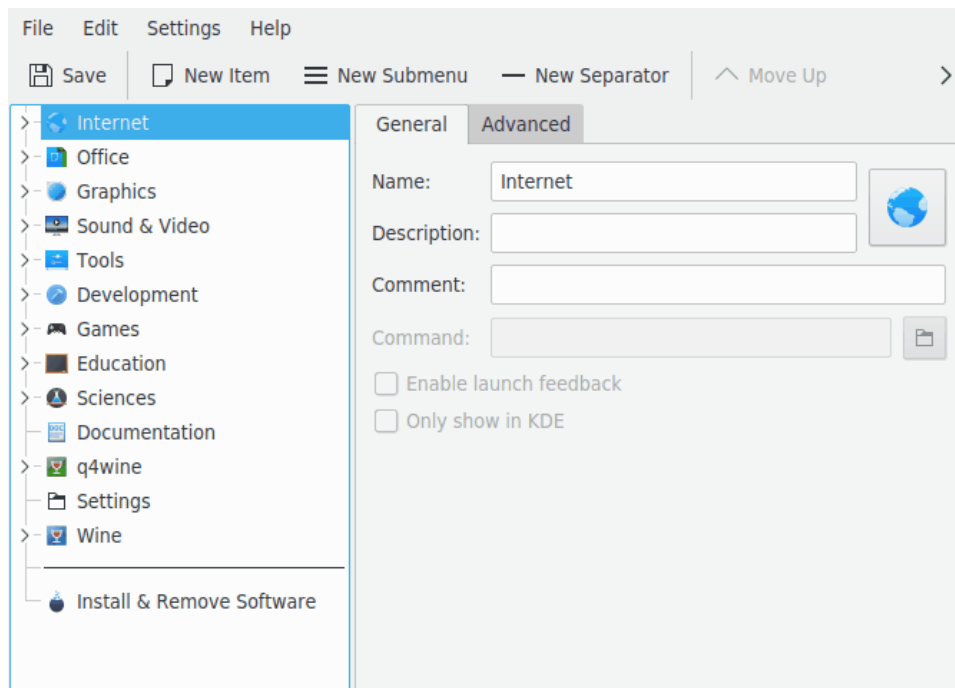 File Edit Settings Help
Save New Item New Submenu New Separator Move Up
Internet
Office
Graphics
Sound & Video
Tools
Development
Games
Education
Sciences
Documentation
q4wine
Settings
Wine
Install & Remove Software
General Advanced
Name: Internet
Description:
Comment:
Command:
Enable launch feedback
Only show in KDE